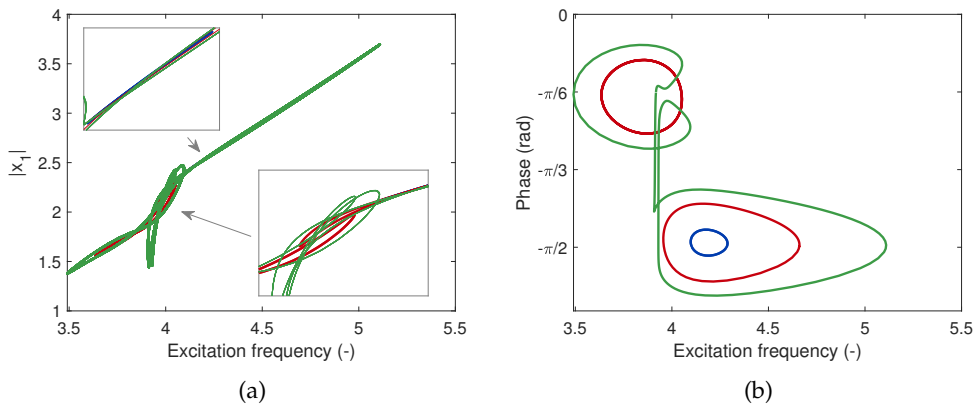 4
3.5
3
2.5
2
1.5
1
|x₁|
3.5 4 4.5 5 5.5
Excitation frequency (-)
(a)
0
-π/6
-π/3
-π/2
Phase (rad)
3.5 4 4.5 5 5.5
Excitation frequency (-)
(b)